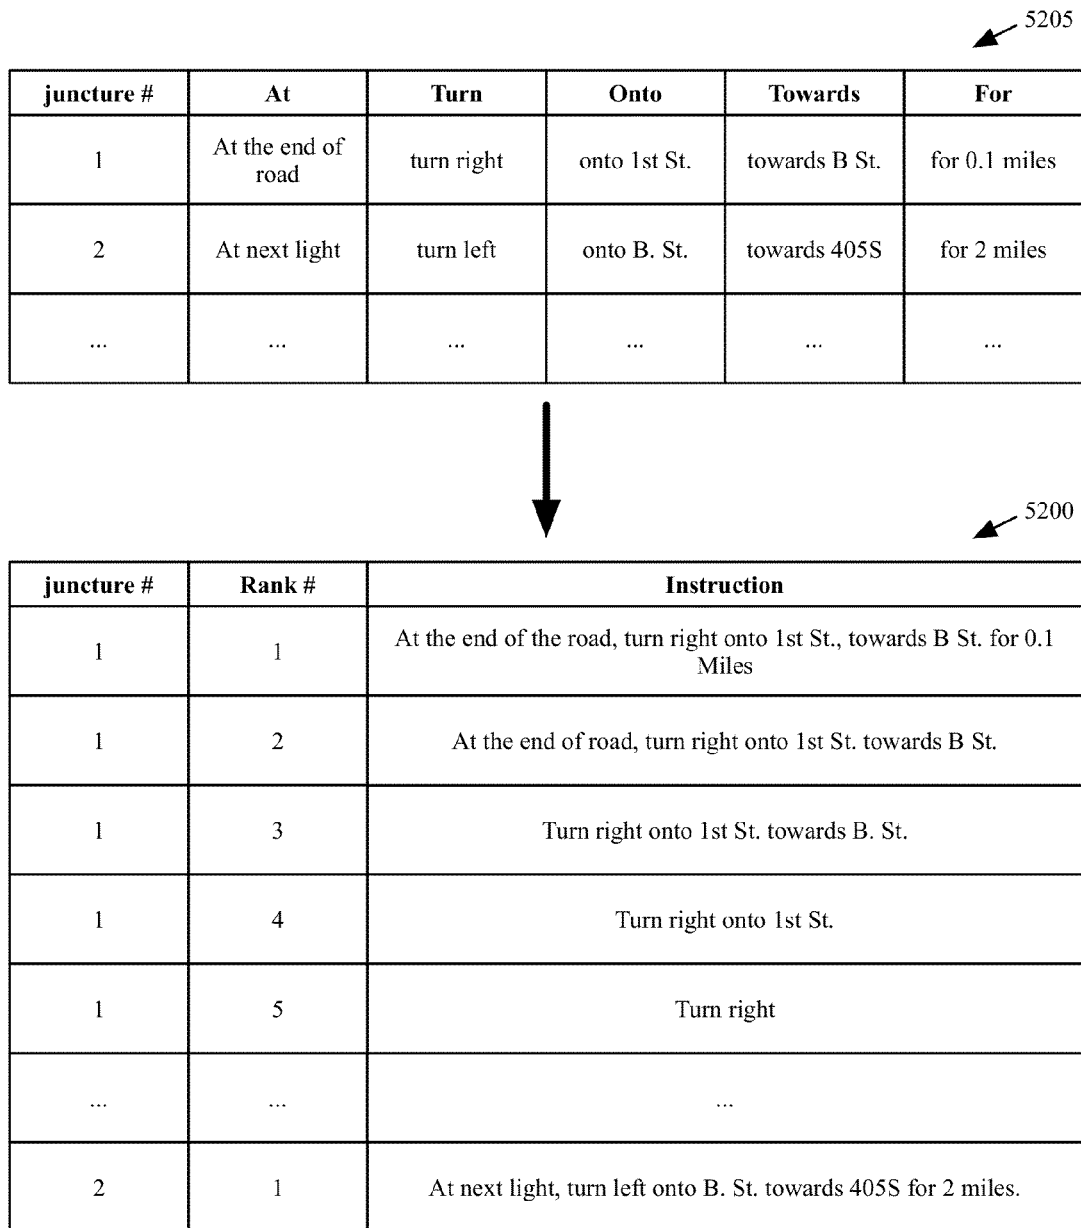 5205
juncture # At Turn Onto Towards For
1 At the end of road turn right onto 1st St. towards B St. for 0.1 miles
2 At next light turn left onto B. St. towards 405S for 2 miles
... ... ... ... ... ...
5200
juncture # Rank # Instruction
1 1 At the end of the road, turn right onto 1st St., towards B St. for 0.1
Miles
1 2 At the end of road, turn right onto 1st St. towards B St.
1 3 Turn right onto 1st St. towards B. St.
1 4 Turn right onto 1st St.
1 5 Turn right
... ... ...
2 1 At next light, turn left onto B. St. towards 405S for 2 miles.